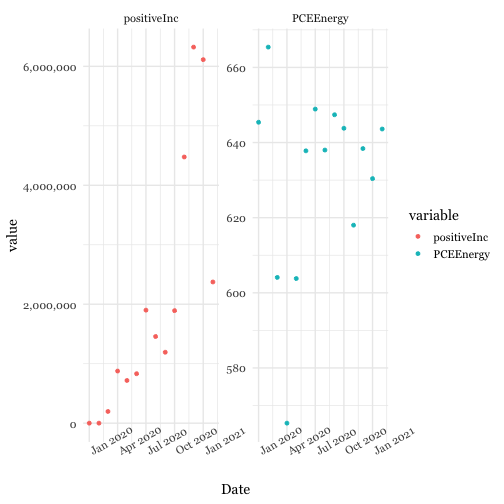 positiveInc
PCEEnergy
6,000,000
4,000,000
2,000,000
0
660
640
620
600
580
value
Jan 2020
Apr 2020
Jul 2020
Oct 2020
Jan 2021
Jan 2020
Apr 2020
Jul 2020
Oct 2020
Jan 2021
Date
variable
positiveInc
PCEEnergy